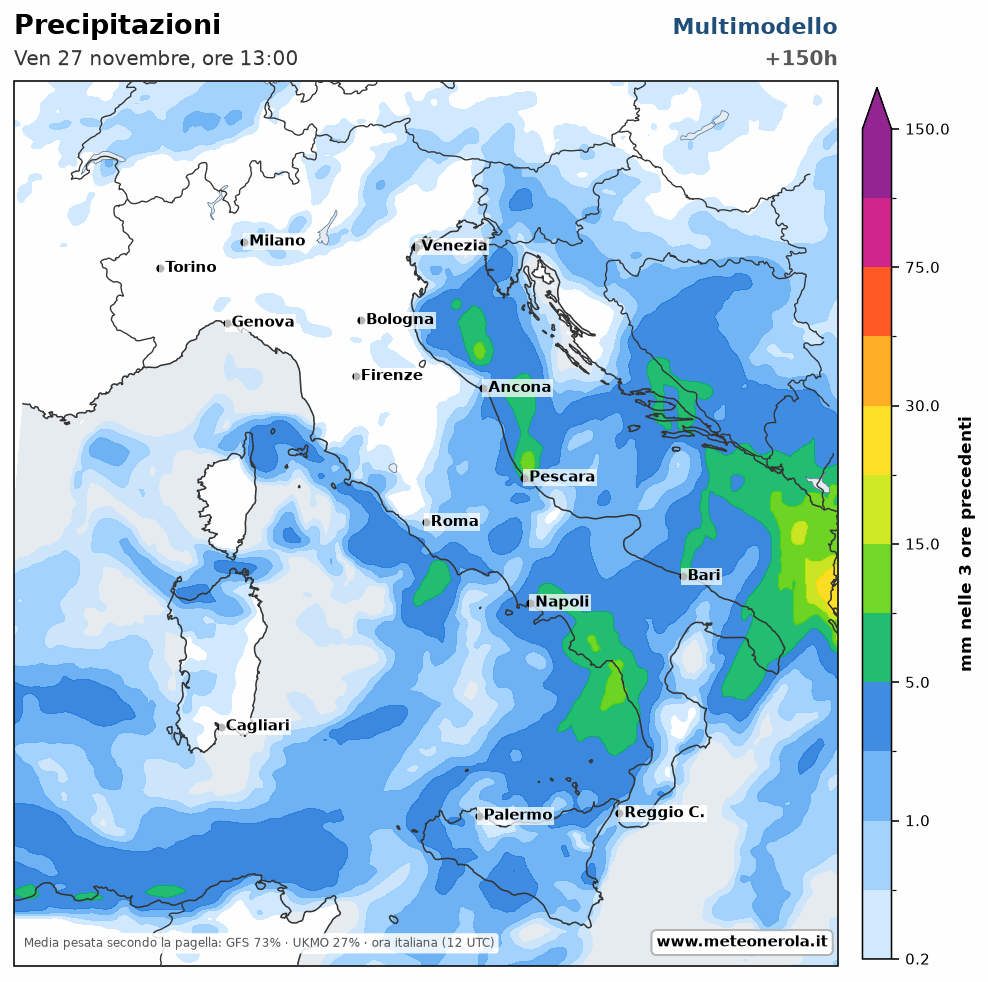 Precipitazioni
Multimodello
Ven 27 novembre, ore 13:00
+150h
150.0
75.0
30.0
15.0
5.0
1.0
0.2
mm nelle 3 ore precedenti
Milano
Venezia
Torino
Genova
Bologna
Firenze
Ancona
Pescara
Roma
Bari
Napoli
Cagliari
Palermo
Reggio C.
Media pesata secondo la pagella: GFS 73% · UKMO 27% · ora italiana (12 UTC)
www.meteonerola.it